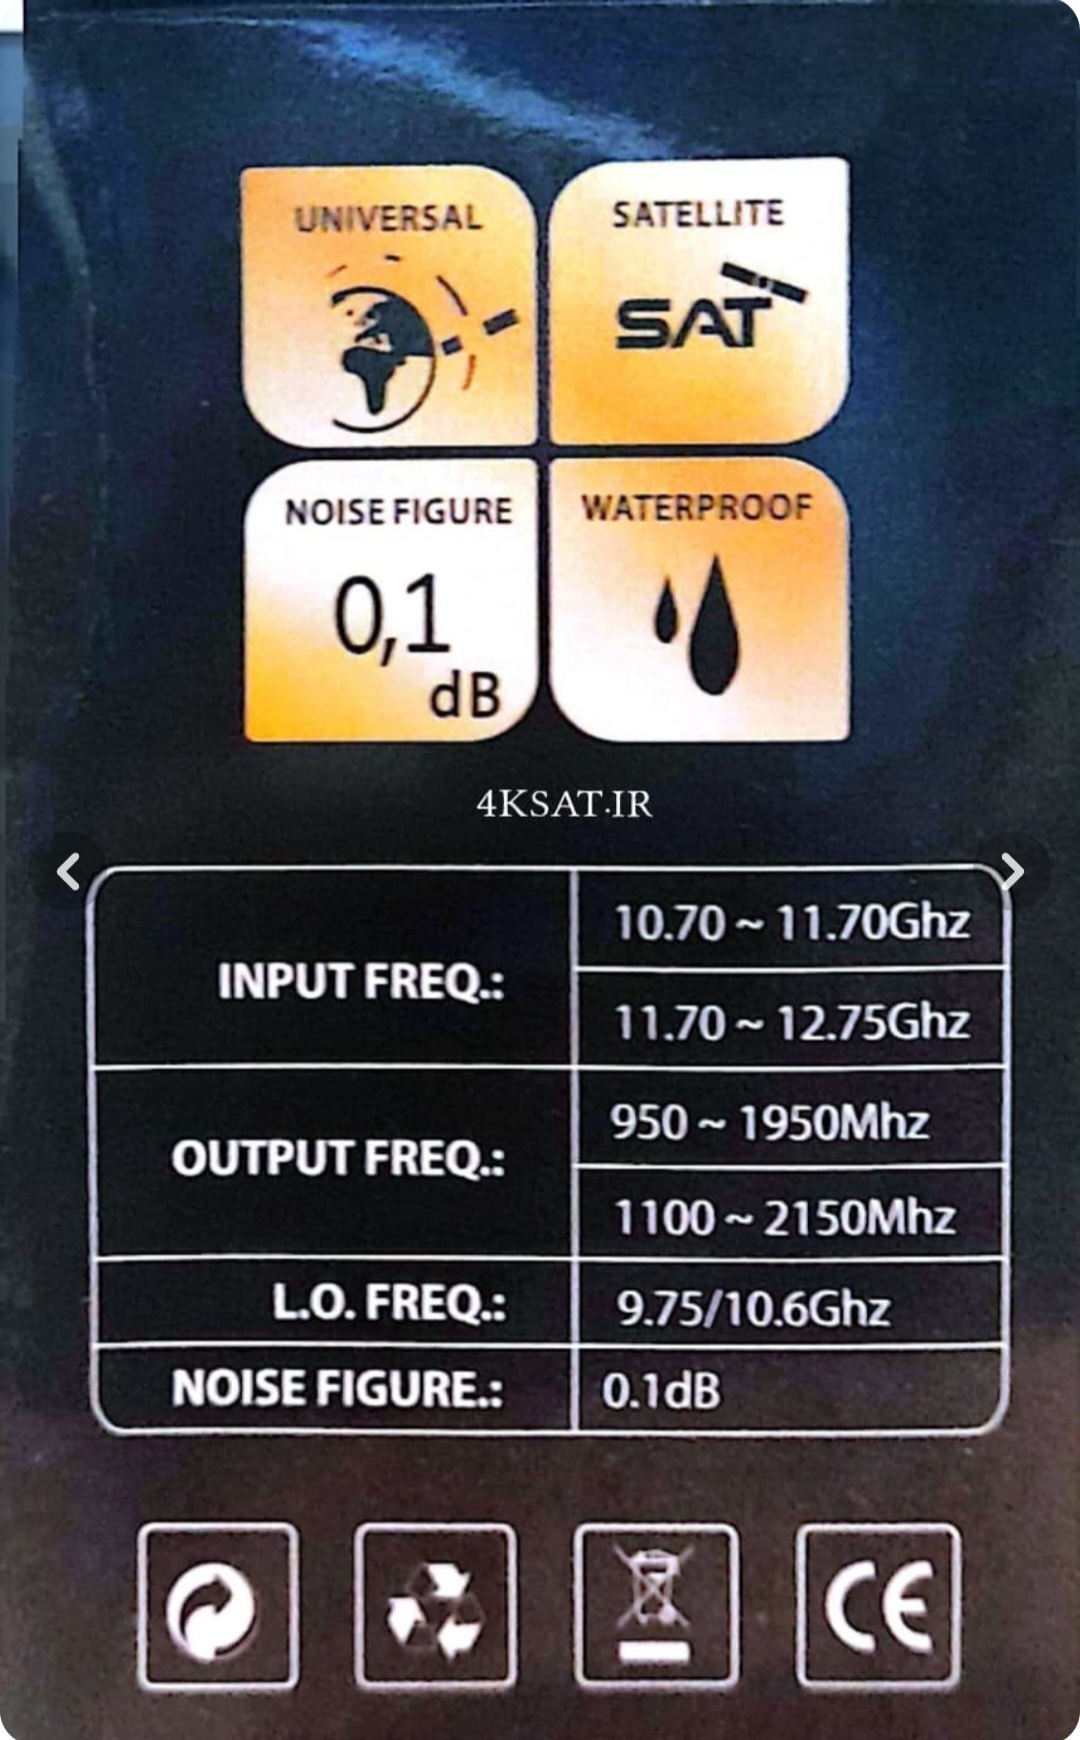 UNIVERSAL
SATELLITE
SAT
NOISE FIGURE
0,1
dB
WATERPROOF
4KSAT.IR
INPUT FREQ.:
10.70 ~ 11.70Ghz
11.70 ~ 12.75Ghz
OUTPUT FREQ.:
950 ~ 1950Mhz
1100 ~ 2150Mhz
L.O. FREQ.:
9.75/10.6Ghz
NOISE FIGURE.:
0.1dB
CE